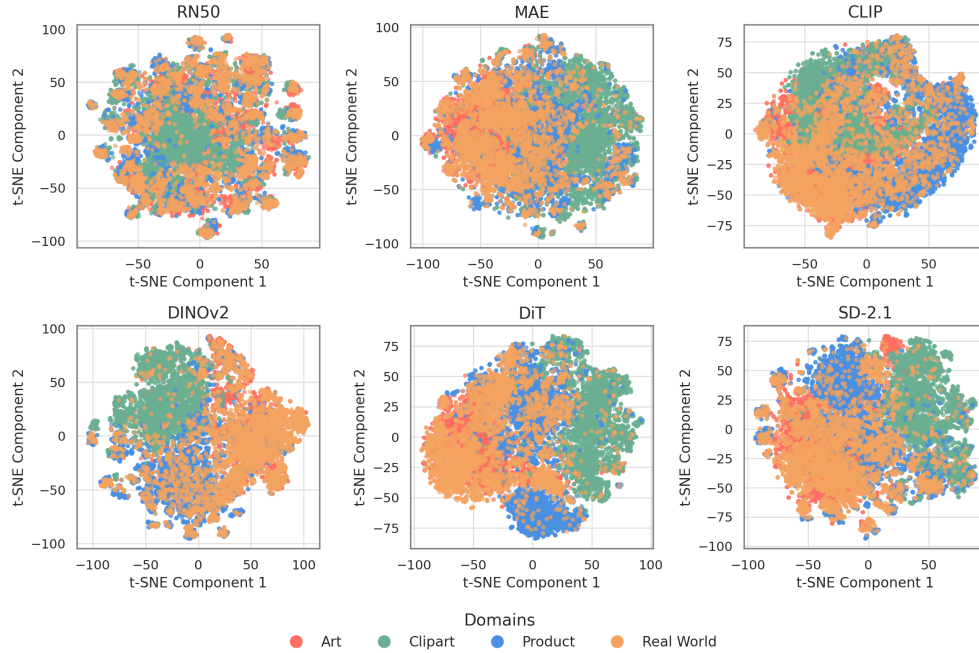 RN50
MAE
CLIP
100
50
0
−50
−100
t-SNE Component 2
−50
0
50
t-SNE Component 1
100
50
0
−50
−100
t-SNE Component 2
−100
−50
0
50
t-SNE Component 1
75
50
25
0
−25
−50
−75
t-SNE Component 2
−50
0
50
t-SNE Component 1
DINOv2
DiT
SD-2.1
100
50
0
−50
−100
t-SNE Component 2
−100
−50
0
50
100
t-SNE Component 1
75
50
25
0
−25
−50
−75
t-SNE Component 2
−100
−50
0
50
100
t-SNE Component 1
75
50
25
0
−25
−50
−75
−100
t-SNE Component 2
−100
−50
0
50
t-SNE Component 1
Domains
Art
Clipart
Product
Real World